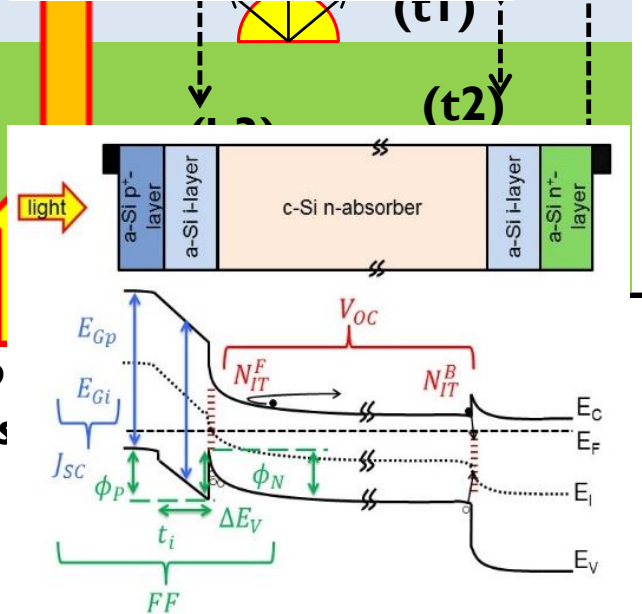 (t1)
(t2)
light
a-Si p⁺-
layer
a-Si i-layer
c-Si n-absorber
a-Si i-layer
a-Si n⁺-
layer
V_OC
E_Gp
N_IT^F
N_IT^B
E_Gi
E_C
E_F
J_SC
ϕ_P
ϕ_N
E_I
ΔE_V
t_i
E_V
FF